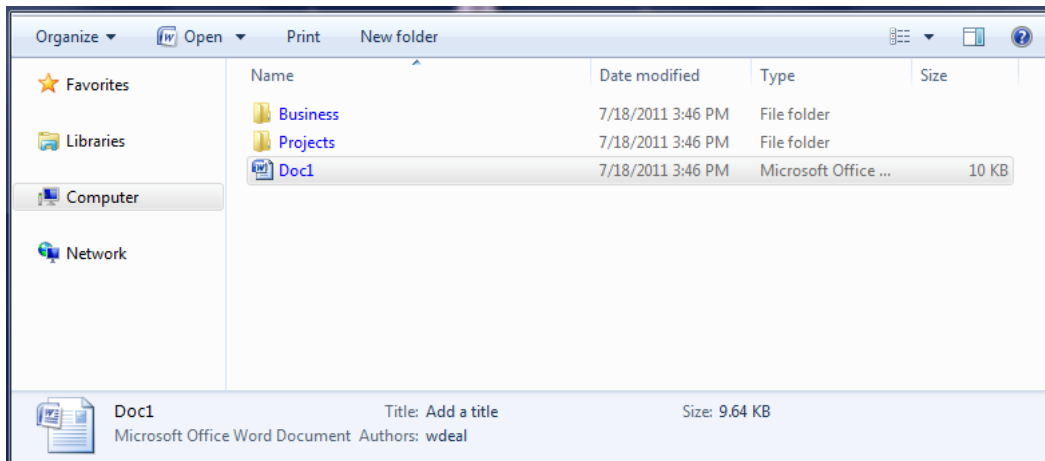 Organize Open Print New folder
Favorites
Libraries
Computer
Network
Name Date modified Type Size
Business 7/18/2011 3:46 PM File folder
Projects 7/18/2011 3:46 PM File folder
Doc1 7/18/2011 3:46 PM Microsoft Office ... 10 KB
Doc1 Title: Add a title Size: 9.64 KB
Microsoft Office Word Document Authors: wdeal